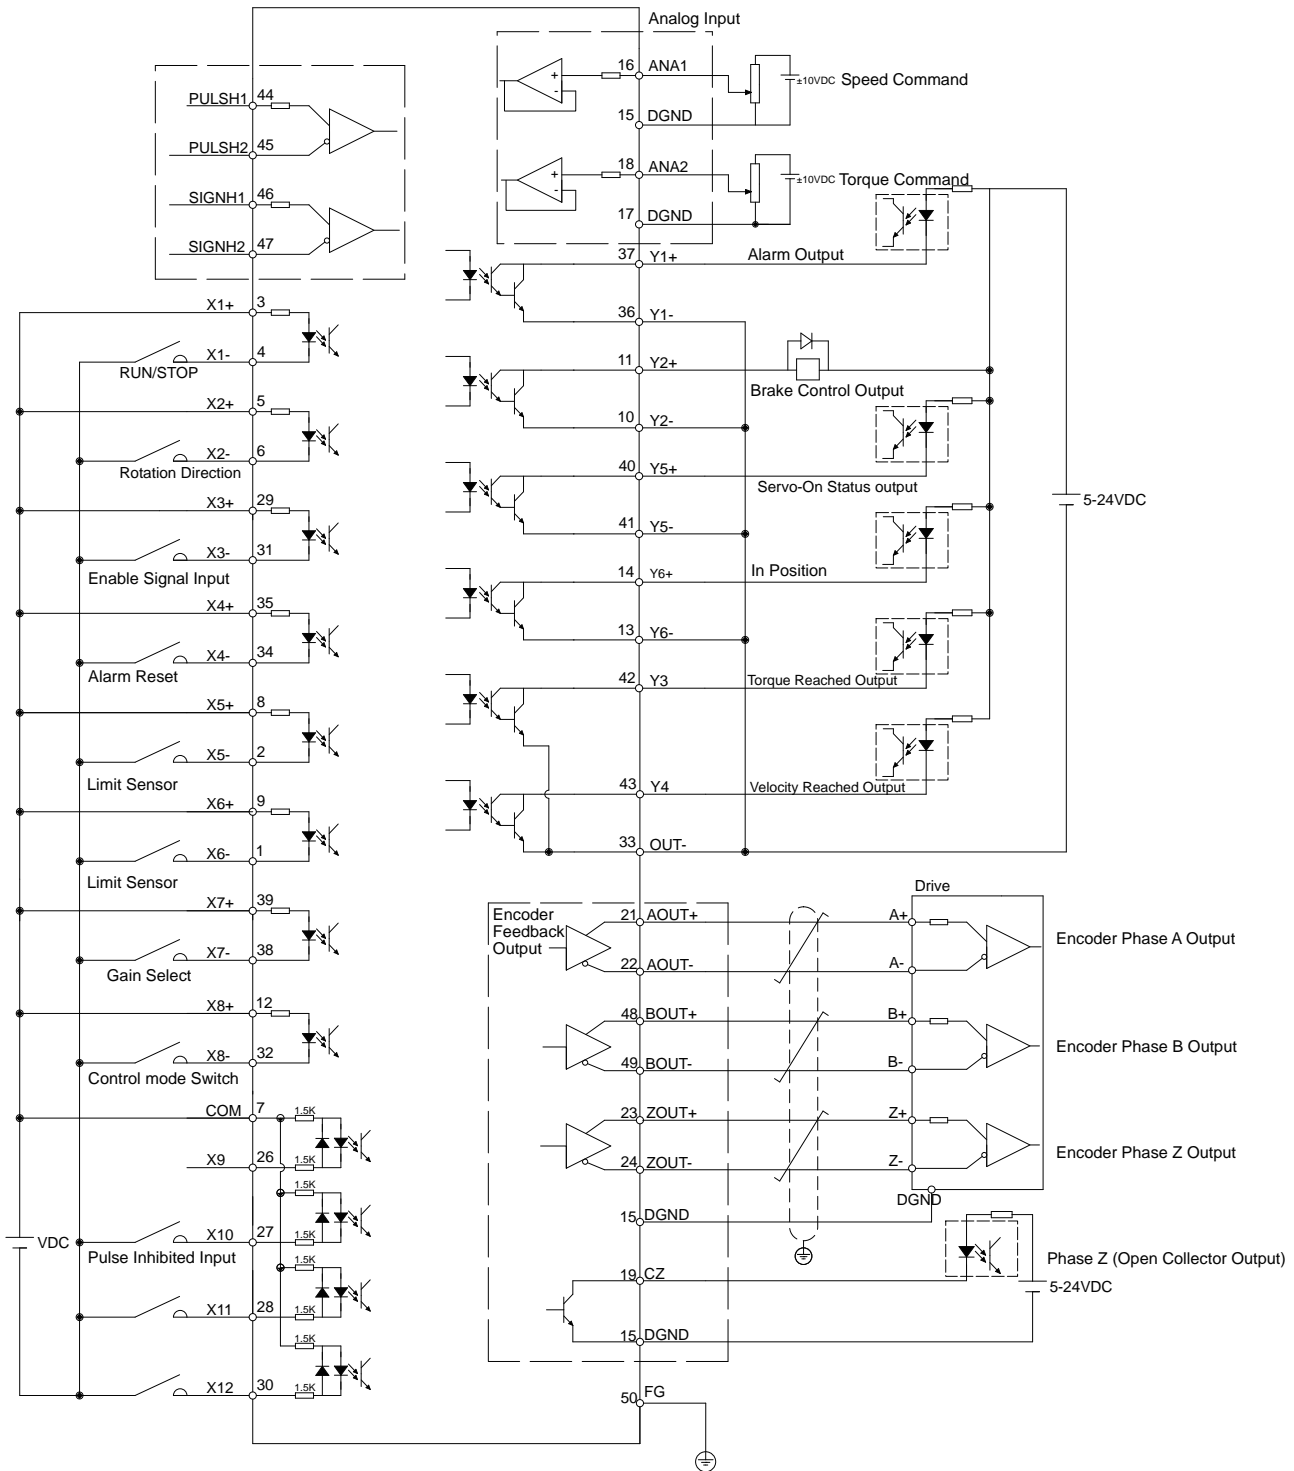 Analog Input
PULSH1 44
PULSH2 45
SIGNH1 46
SIGNH2 47
X1+ 3
X1- 4
RUN/STOP
X2+ 5
X2- 6
Rotation Direction
X3+ 29
X3- 31
Enable Signal Input
X4+ 35
X4- 34
Alarm Reset
X5+ 8
X5- 2
Limit Sensor
X6+ 9
X6- 1
Limit Sensor
X7+ 39
X7- 38
Gain Select
X8+ 12
X8- 32
Control mode Switch
COM 7 1.5K
X9 26 1.5K
1.5K
VDC X10 27 1.5K
Pulse Inhibited Input
1.5K
X11 28 1.5K
1.5K
X12 30 1.5K
+
-
16 ANA1 ±10VDC Speed Command
15 DGND
+
-
18 ANA2 ±10VDC Torque Command
17 DGND
37 Y1+ Alarm Output
36 Y1-
11 Y2+
Brake Control Output
10 Y2-
40 Y5+
Servo-On Status output
41 Y5-
5-24VDC
14 Y6+ In Position
13 Y6-
42 Y3 Torque Reached Output
43 Y4 Velocity Reached Output
33 OUT-
Drive
Encoder
Feedback
Output
21 AOUT+ A+
22 AOUT- A-
Encoder Phase A Output
48 BOUT+ B+
49 BOUT- B-
Encoder Phase B Output
23 ZOUT+ Z+
24 ZOUT- Z-
Encoder Phase Z Output
DGND
15 DGND
Phase Z (Open Collector Output)
19 CZ
5-24VDC
15 DGND
50 FG